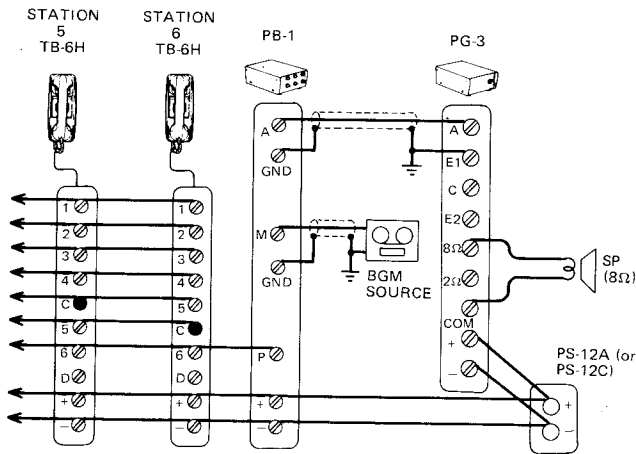 STATION
5
TB-6H
STATION
6
TB-6H
PB-1
PG-3
1
2
3
4
C
5
6
D
+
−
1
2
3
4
5
C
6
D
+
−
A
GND
M
GND
P
+
−
BGM
SOURCE
A
E1
C
E2
8Ω
2Ω
COM
+
−
SP
(8Ω)
PS-12A (or
PS-12C)
+
−